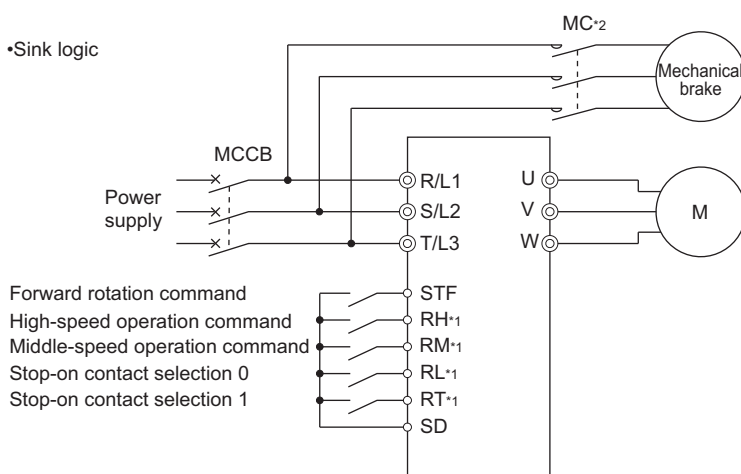 MC*2
•Sink logic
Mechanical
brake
MCCB
Power
supply
R/L1
U
S/L2
V
M
T/L3
W
Forward rotation command
STF
High-speed operation command
RH*1
Middle-speed operation command
RM*1
Stop-on contact selection 0
RL*1
Stop-on contact selection 1
RT*1
SD